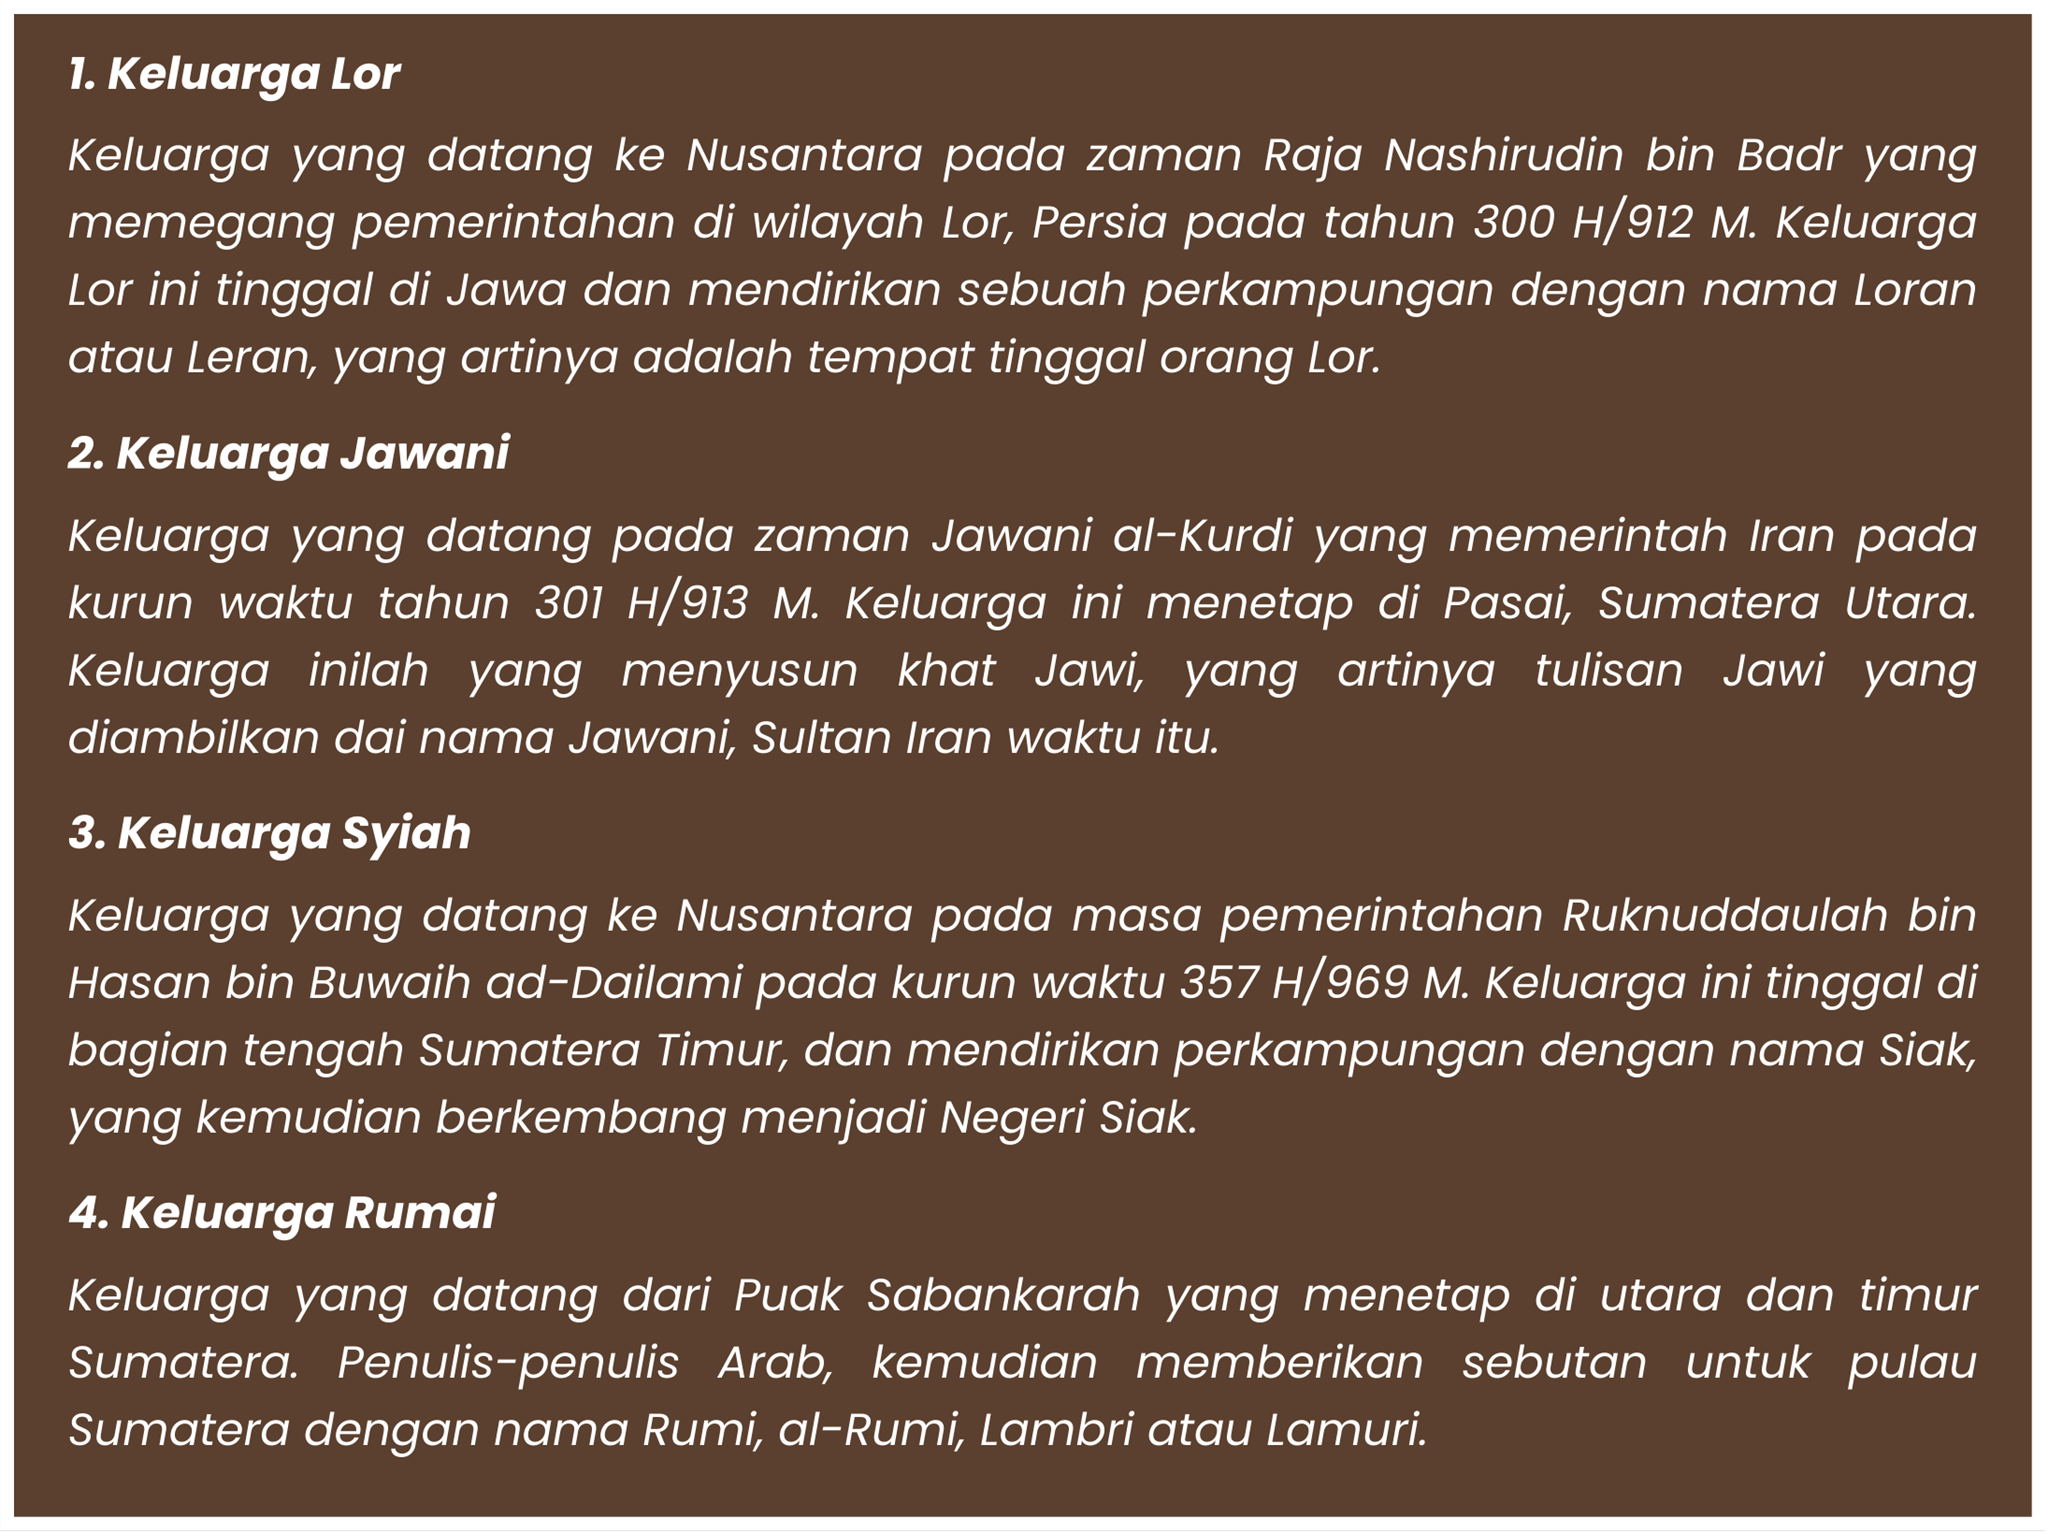 1. Keluarga Lor
Keluarga yang datang ke Nusantara pada zaman Raja Nashirudin bin Badr yang
memegang pemerintahan di wilayah Lor, Persia pada tahun 300 H/912 M. Keluarga
Lor ini tinggal di Jawa dan mendirikan sebuah perkampungan dengan nama Loran
atau Leran, yang artinya adalah tempat tinggal orang Lor.
2. Keluarga Jawani
Keluarga yang datang pada zaman Jawani al-Kurdi yang memerintah Iran pada
kurun waktu tahun 301 H/913 M. Keluarga ini menetap di Pasai, Sumatera Utara.
Keluarga inilah yang menyusun khat Jawi, yang artinya tulisan Jawi yang
diambilkan dai nama Jawani, Sultan Iran waktu itu.
3. Keluarga Syiah
Keluarga yang datang ke Nusantara pada masa pemerintahan Ruknuddaulah bin
Hasan bin Buwaih ad-Dailami pada kurun waktu 357 H/969 M. Keluarga ini tinggal di
bagian tengah Sumatera Timur, dan mendirikan perkampungan dengan nama Siak,
yang kemudian berkembang menjadi Negeri Siak.
4. Keluarga Rumai
Keluarga yang datang dari Puak Sabankarah yang menetap di utara dan timur
Sumatera. Penulis-penulis Arab, kemudian memberikan sebutan untuk pulau
Sumatera dengan nama Rumi, al-Rumi, Lambri atau Lamuri.